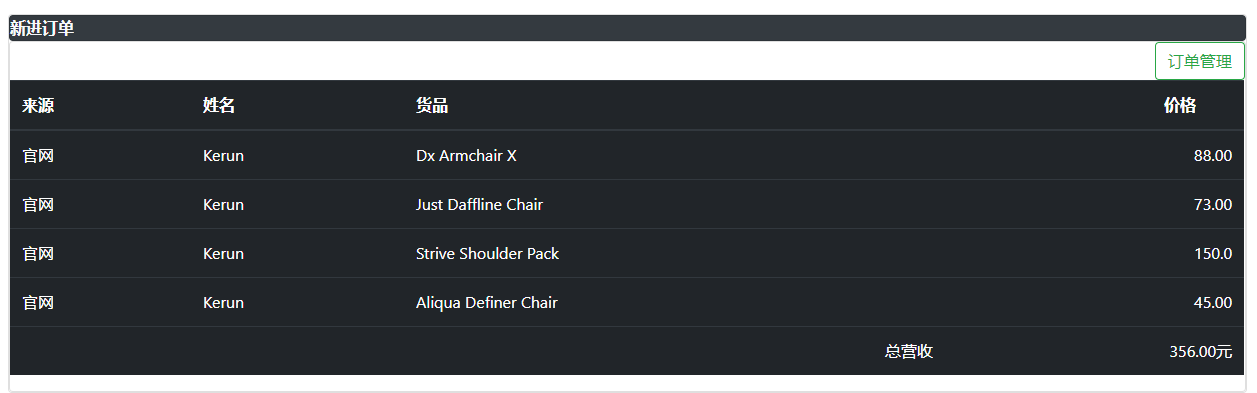 新进订单
订单管理
来源 姓名 货品 价格
官网 Kerun Dx Armchair X 88.00
官网 Kerun Just Daffline Chair 73.00
官网 Kerun Strive Shoulder Pack 150.0
官网 Kerun Aliqua Definer Chair 45.00
总营收 356.00元